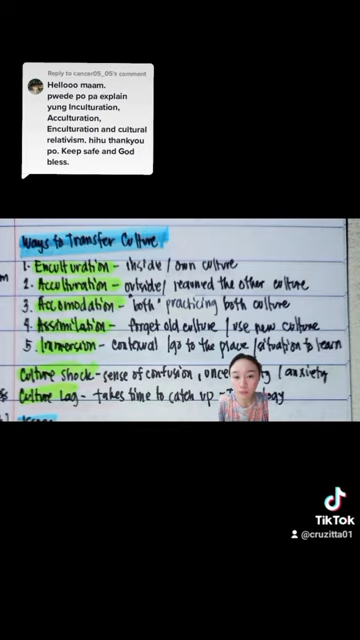 Reply to cancer05_05's comment
Hellooo maam.
pwede po pa explain
yung Inculturation,
Acculturation,
Enculturation and cultural
relativism. hihu thankyou
po. Keep safe and God
bless.
Ways to Transfer Culture
1. Enculturation - inside/ own culture
2. Acculturation - outside/ required the other culture
3. Accomodation - "both" practicing both culture
4. Assimilation - forget old culture / use new culture
5. Immersion - contexual /go to the place /situation to learn
Culture shock - sense of confusion, / anxiety
Culture Lag - takes time to catch up -
TikTok
@cruzitta01